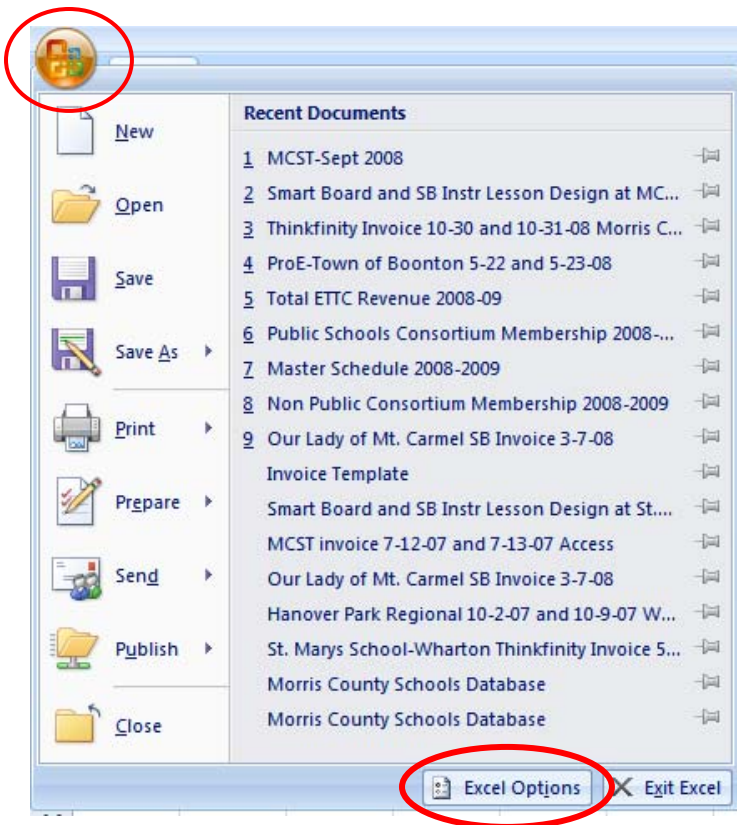 New
Open
Save
Save As
Print
Prepare
Send
Publish
Close
Recent Documents
1 MCST-Sept 2008
2 Smart Board and SB Instr Lesson Design at MC...
3 Thinkfinity Invoice 10-30 and 10-31-08 Morris C...
4 ProE-Town of Boonton 5-22 and 5-23-08
5 Total ETTC Revenue 2008-09
6 Public Schools Consortium Membership 2008-...
7 Master Schedule 2008-2009
8 Non Public Consortium Membership 2008-2009
9 Our Lady of Mt. Carmel SB Invoice 3-7-08
Invoice Template
Smart Board and SB Instr Lesson Design at St....
MCST invoice 7-12-07 and 7-13-07 Access
Our Lady of Mt. Carmel SB Invoice 3-7-08
Hanover Park Regional 10-2-07 and 10-9-07 W...
St. Marys School-Wharton Thinkfinity Invoice 5...
Morris County Schools Database
Morris County Schools Database
Excel Options
Exit Excel